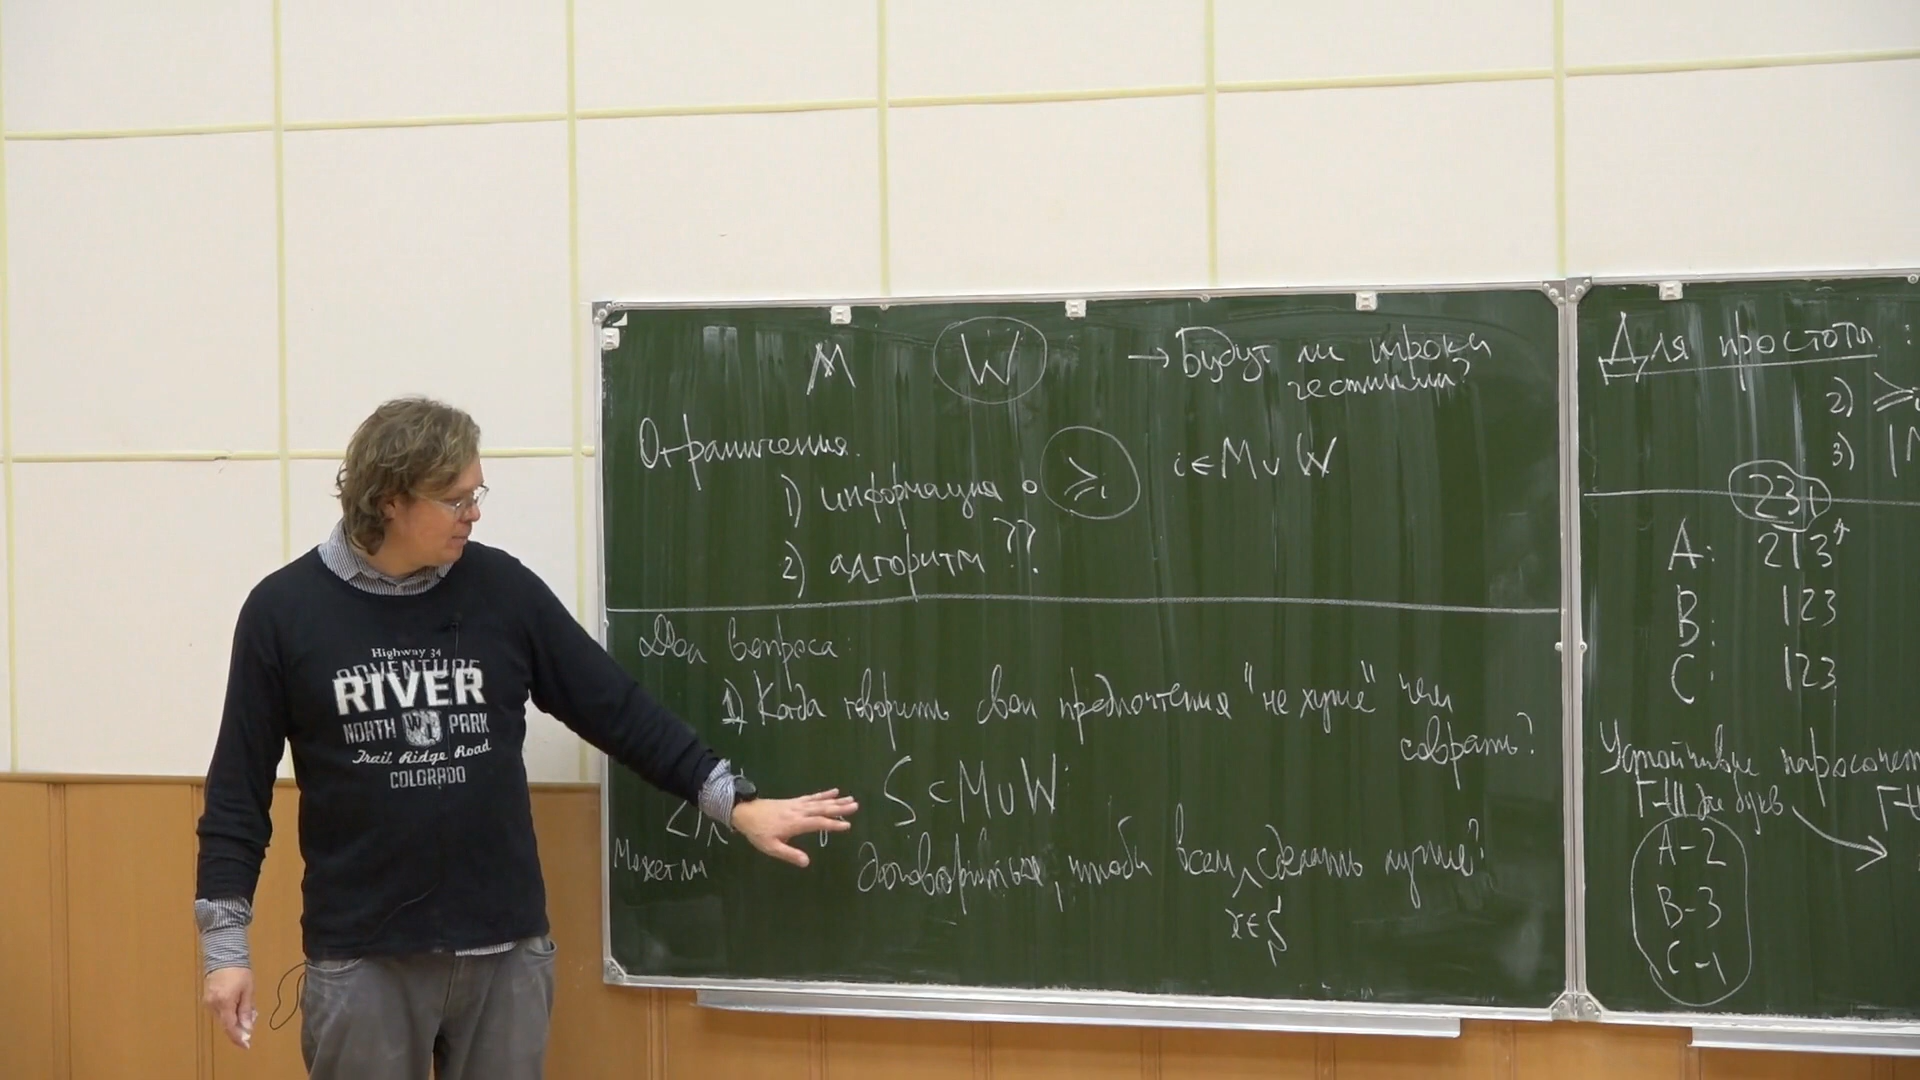 M W → Будут ли игроки
честными?
Ограничения.
1) информация о ≽i i ∈ M ∪ W
2) алгоритм ??
Два вопроса:
1) Когда говорить свои предпочтения "не хуже" чем
соврать?
S ⊂ M ∪ W:
Может ли
договориться, чтобы всем сделать лучше?
x ∈ S
Для простоты:
2) ≽i
3)
231
A: 213
B: 123
C: 123
Устойчивые паросочет
Г-Ш для букв Г-Ш
A-2
B-3
C-1
Highway 34
ADVENTURE
RIVER
NORTH PARK
Trail Ridge Road
COLORADO